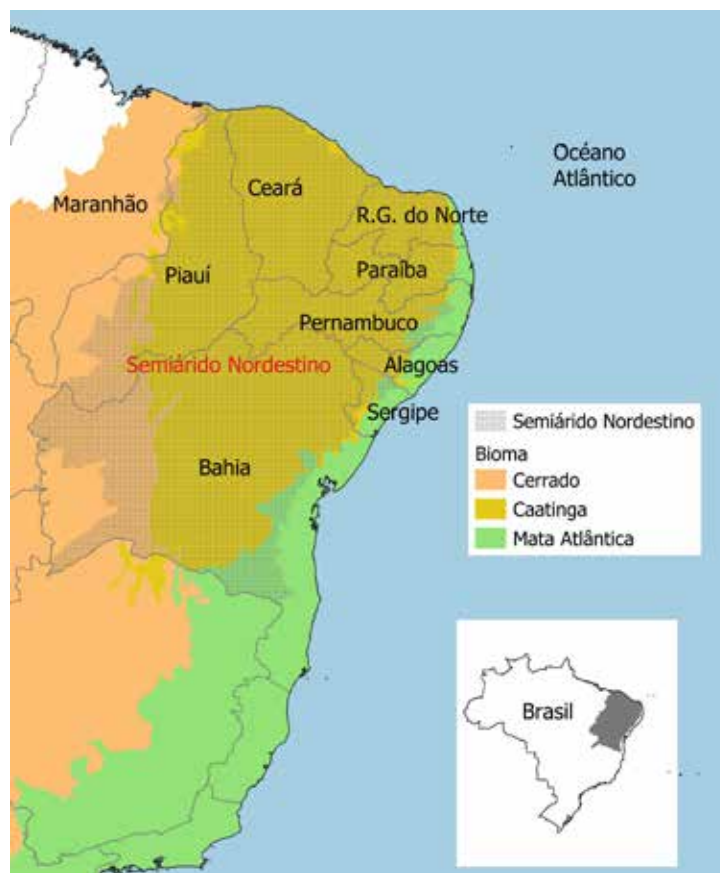 Océano
Atlântico
Ceará
Maranhão
R.G. do Norte
Piauí
Paraíba
Pernambuco
Semiárido Nordestino
Alagoas
Sergipe
Bahia
Semiárido Nordestino
Bioma
Cerrado
Caatinga
Mata Atlântica
Brasil